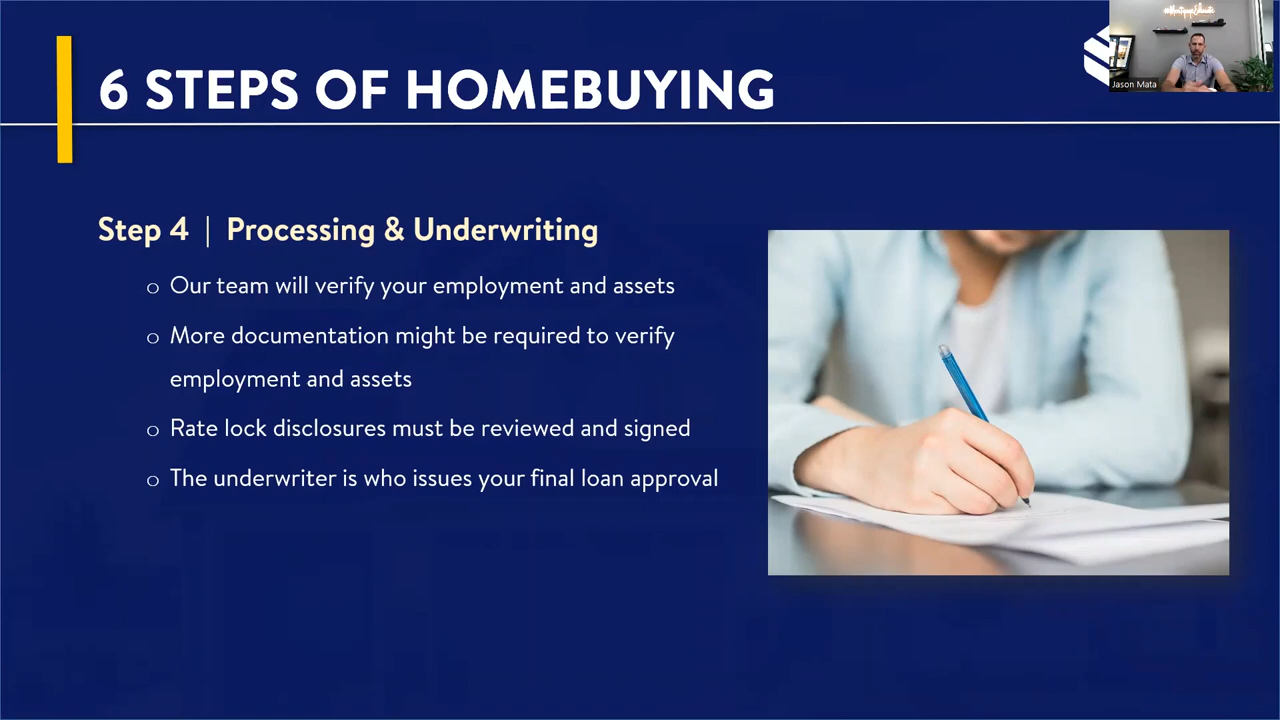 6 STEPS OF HOMEBUYING
Jason Mata
Step 4 | Processing & Underwriting
o Our team will verify your employment and assets
o More documentation might be required to verify
employment and assets
o Rate lock disclosures must be reviewed and signed
o The underwriter is who issues your final loan approval